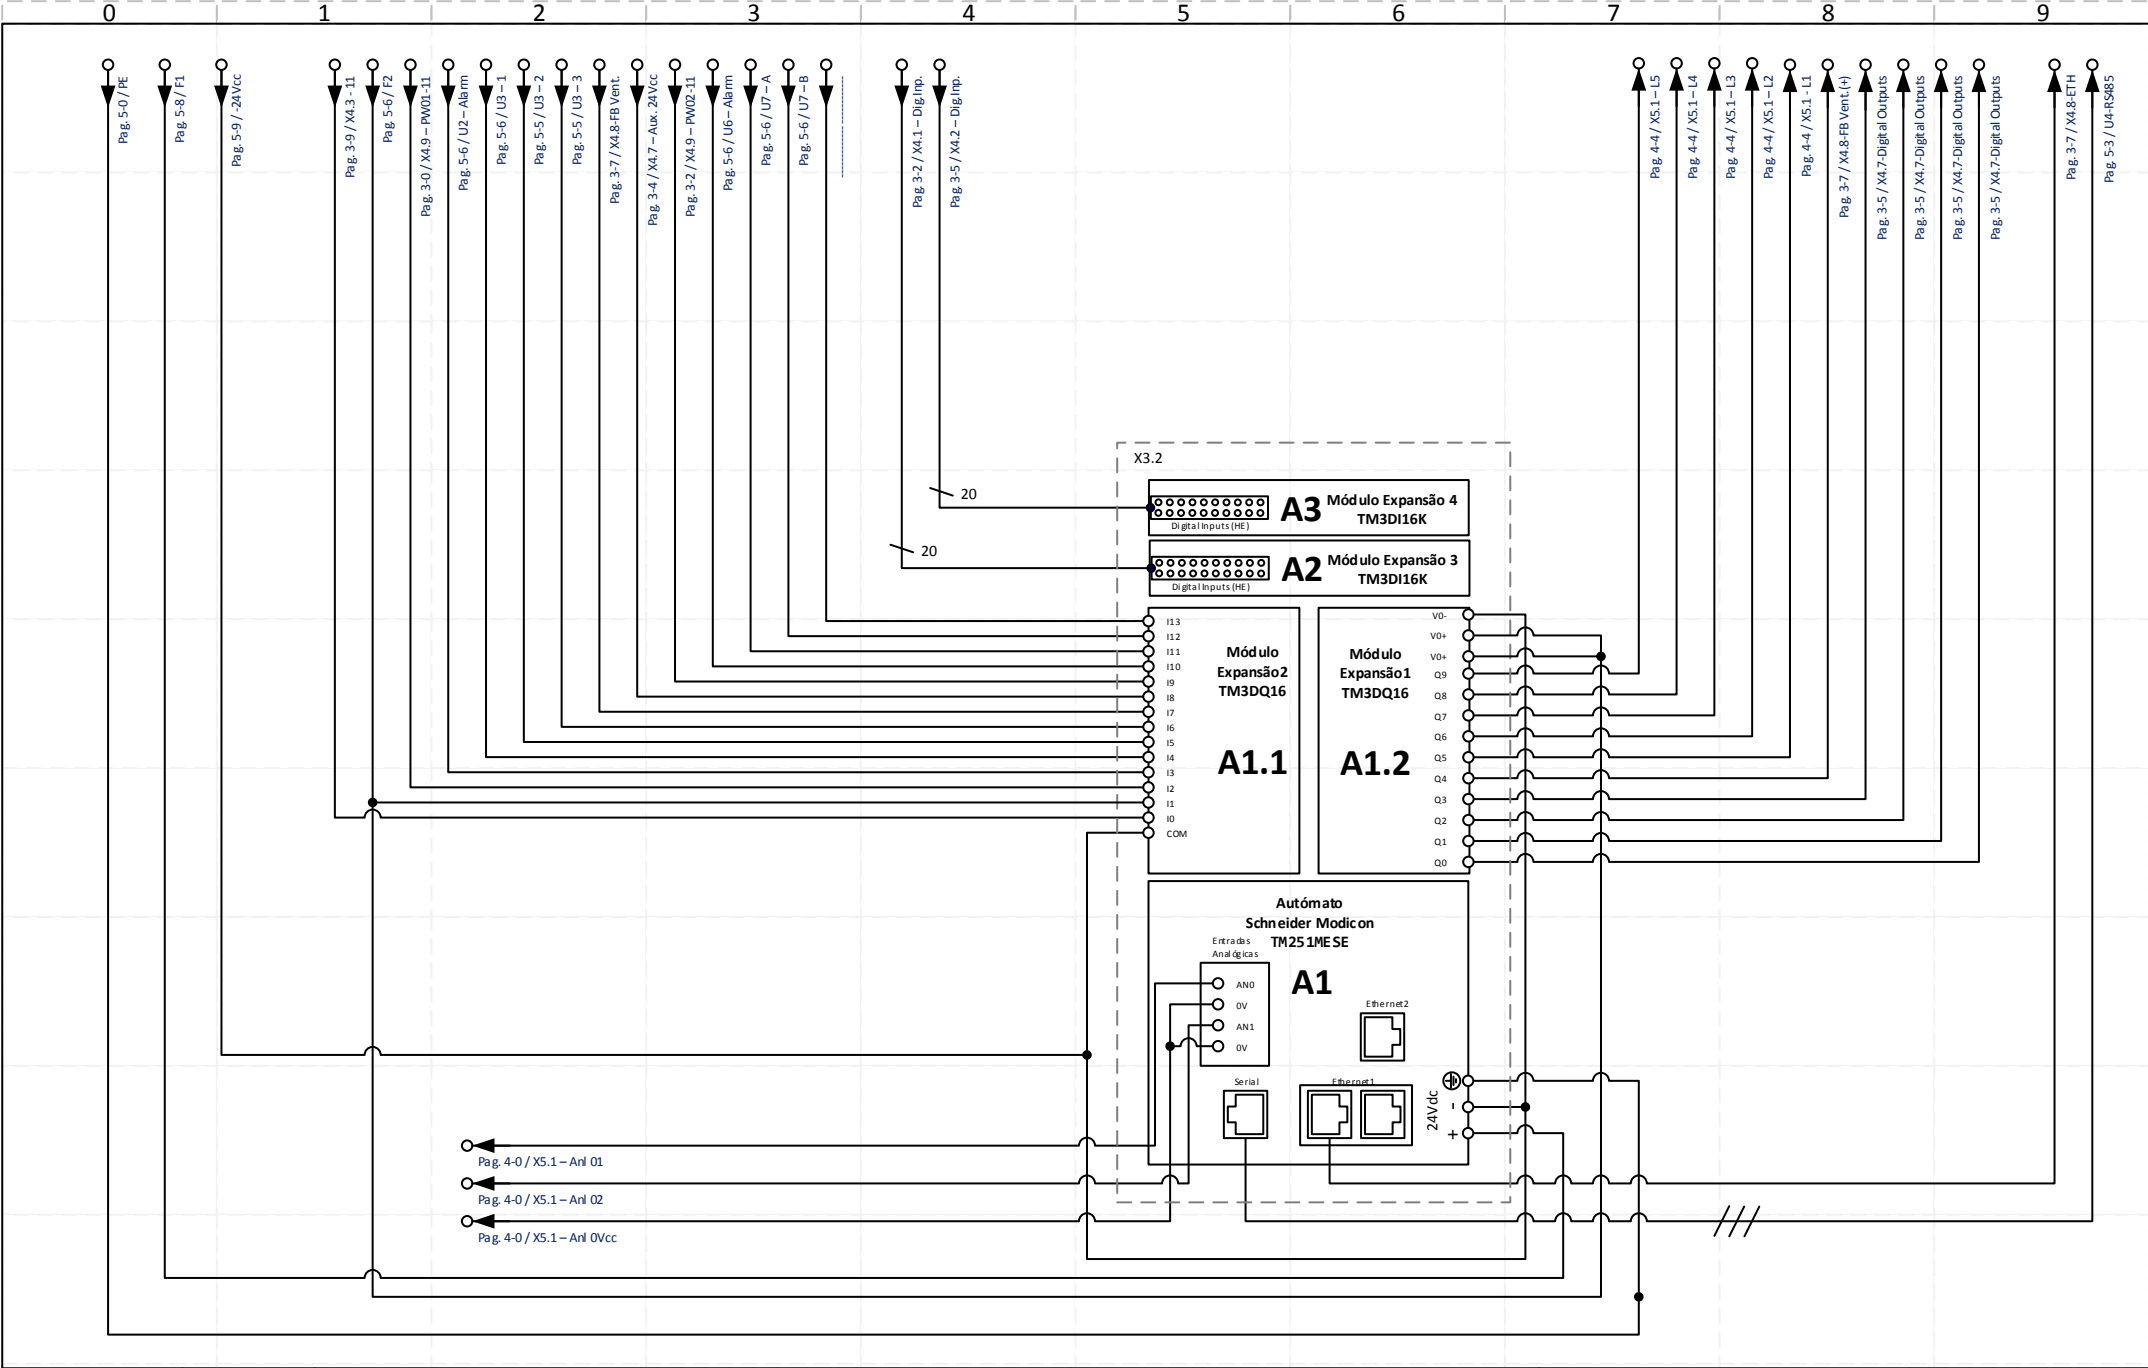 0 1 2 3 4 5 6 7 8 9
Pag. 5-0 / PE
Pag. 5-8 / F1
Pag. 5-9 / -24Vcc
Pag. 3-9 / X4.3 - 11
Pag. 5-6 / F2
Pag. 3-0 / X4.9 – PW01-11
Pag. 5-6 / U2 – Alarm
Pag. 5-6 / U3 – 1
Pag. 5-5 / U3 – 2
Pag. 5-5 / U3 – 3
Pag. 3-7 / X4.8-FB Vent.
Pag. 3-4 / X4.7 – Aux. 24Vcc
Pag. 3-2 / X4.9 – PW02-11
Pag. 5-6 / U6 – Alarm
Pag. 5-6 / U7 – A
Pag. 5-6 / U7 – B
Pag. 3-2 / X4.1 – Dig.Inp.
Pag. 3-5 / X4.2 – Dig.Inp.
Pag. 4-4 / X5.1 – L5
Pag. 4-4 / X5.1 – L4
Pag. 4-4 / X5.1 – L3
Pag. 4-4 / X5.1 – L2
Pag. 4-4 / X5.1 - L1
Pag. 3-7 / X4.8-FB Vent.(+)
Pag. 3-5 / X4.7-Digital Outputs
Pag. 3-5 / X4.7-Digital Outputs
Pag. 3-5 / X4.7-Digital Outputs
Pag. 3-5 / X4.7-Digital Outputs
Pag. 3-7 / X4.8-ETH
Pag. 5-3 / U4-RS485
X3.2
20
A3
Módulo Expansão 4
TM3DI16K
Digital Inputs (HE)
20
A2
Módulo Expansão 3
TM3DI16K
Digital Inputs (HE)
I13
I12
I11
I10
I9
I8
I7
I6
I5
I4
I3
I2
I1
I0
COM
Módulo
Expansão2
TM3DQ16
A1.1
Módulo
Expansão1
TM3DQ16
A1.2
V0-
V0+
V0+
Q9
Q8
Q7
Q6
Q5
Q4
Q3
Q2
Q1
Q0
Autómato
Schneider Modicon
TM251MESE
A1
Entradas
Analógicas
AN0
0V
AN1
0V
Ethernet2
Serial
Ethernet1
24Vdc
-
+
Pag. 4-0 / X5.1 – Anl 01
Pag. 4-0 / X5.1 – Anl 02
Pag. 4-0 / X5.1 – Anl 0Vcc